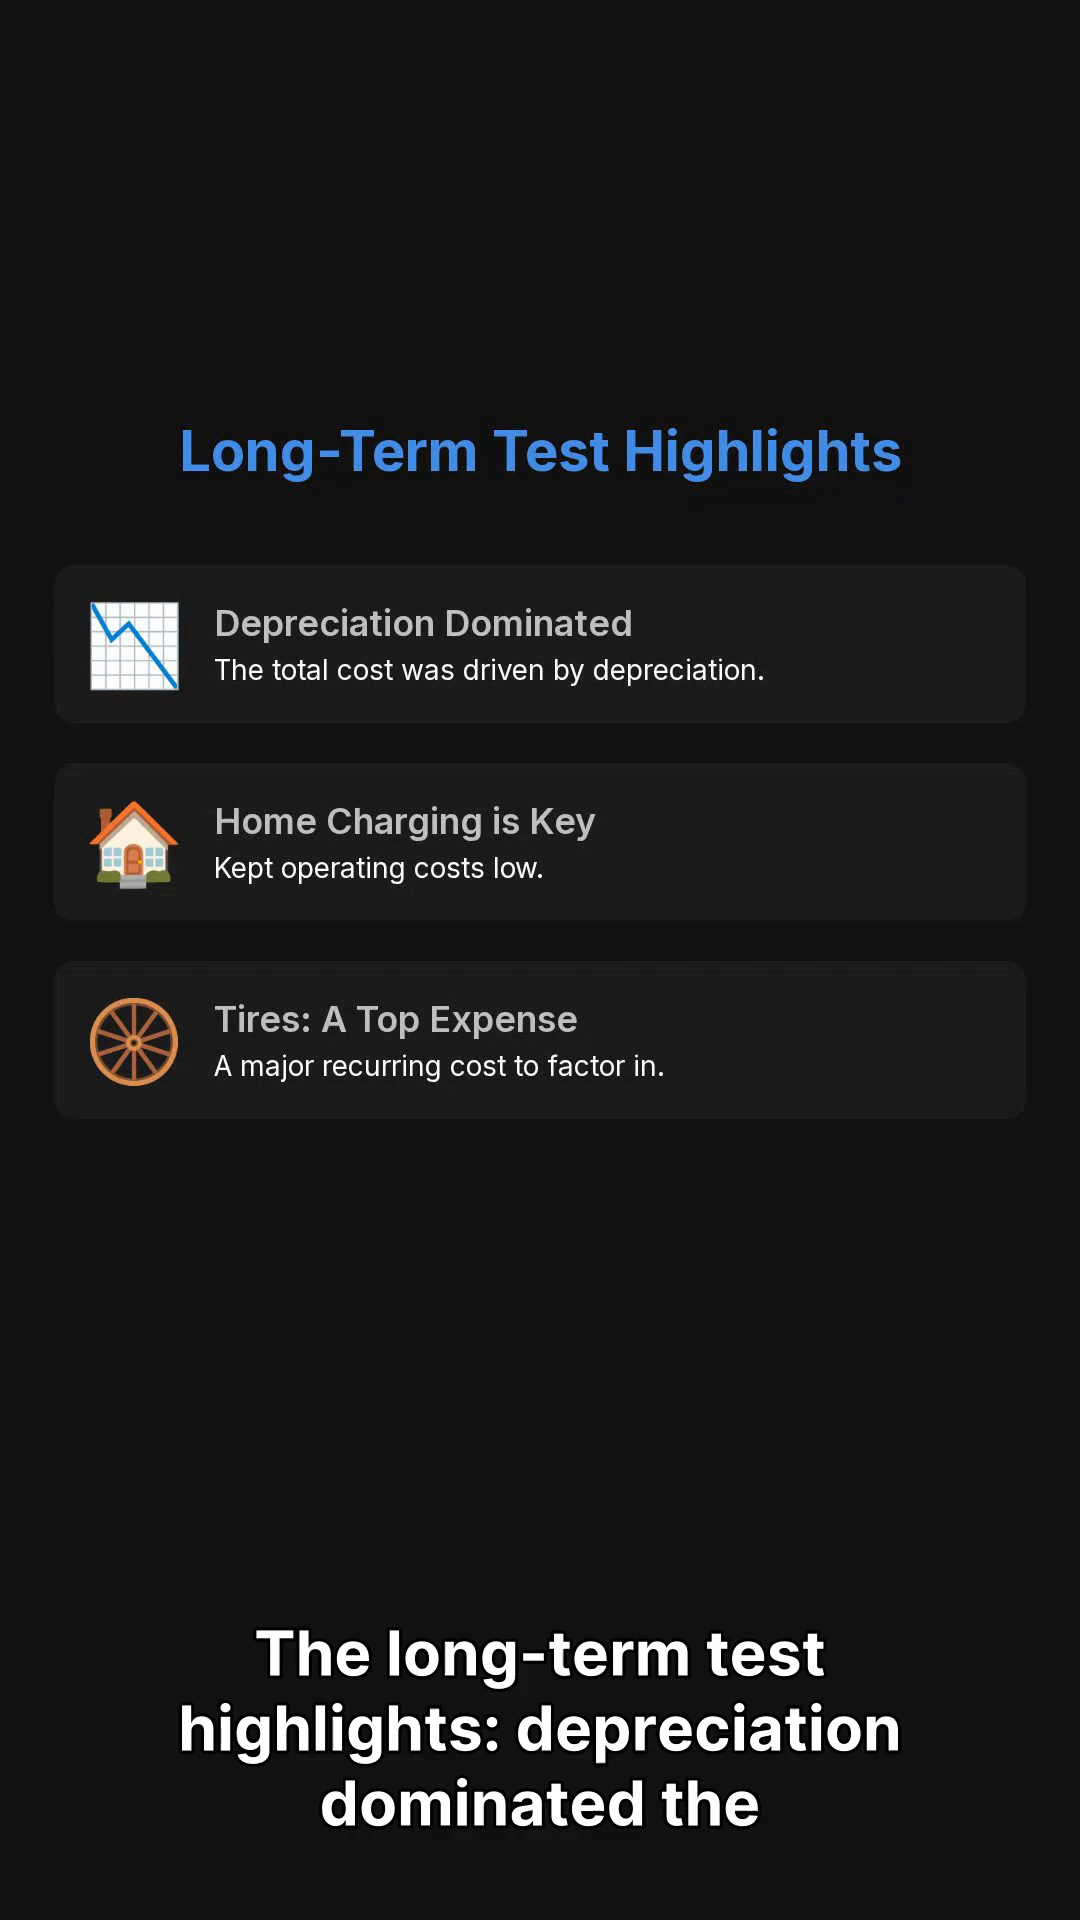 Long-Term Test Highlights
Depreciation Dominated
The total cost was driven by depreciation.
Home Charging is Key
Kept operating costs low.
Tires: A Top Expense
A major recurring cost to factor in.
The long-term test
highlights: depreciation
dominated the